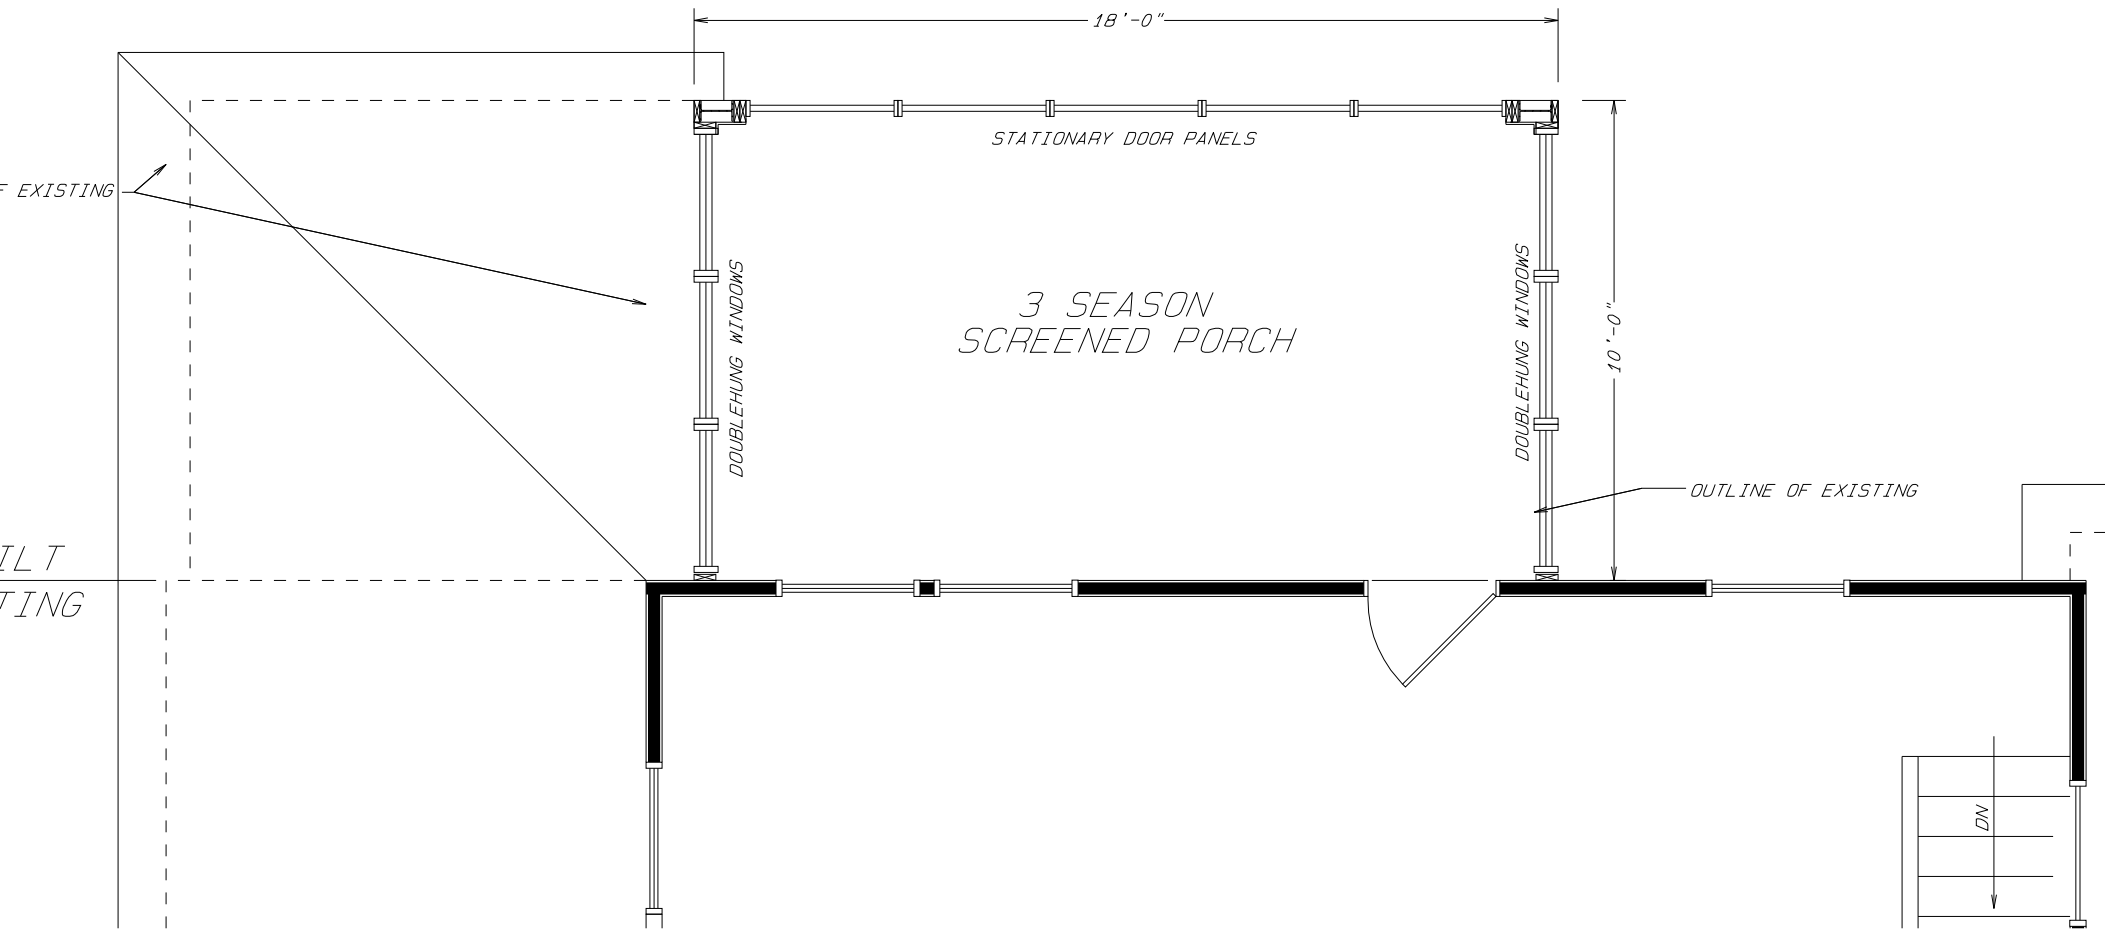 18'-0"
STATIONARY DOOR PANELS
EXISTING
DOUBLEHUNG WINDOWS
3 SEASON
SCREENED PORCH
DOUBLEHUNG WINDOWS
10'-0"
OUTLINE OF EXISTING
DN